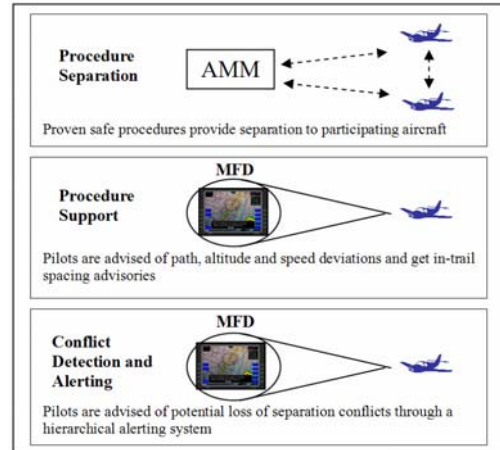 Procedure
Separation
AMM
Proven safe procedures provide separation to participating aircraft
MFD
Procedure
Support
Pilots are advised of path, altitude and speed deviations and get in-trail
spacing advisories
MFD
Conflict
Detection and
Alerting
Pilots are advised of potential loss of separation conflicts through a
hierarchical alerting system